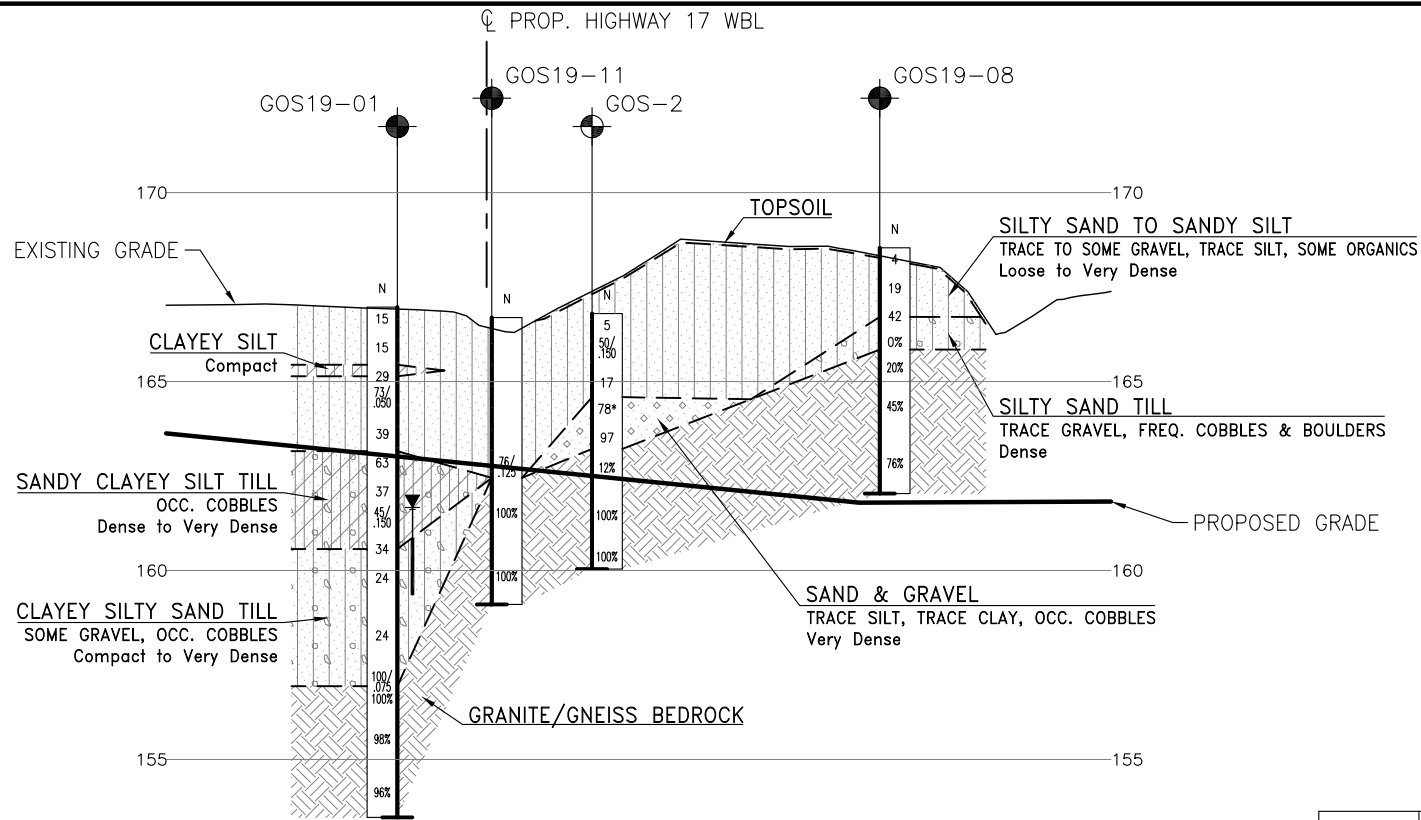 ℄ PROP. HIGHWAY 17 WBL
GOS19-01
GOS19-11
GOS-2
GOS19-08
170
170
EXISTING GRADE
TOPSOIL
SILTY SAND TO SANDY SILT
TRACE TO SOME GRAVEL, TRACE SILT, SOME ORGANICS
Loose to Very Dense
CLAYEY SILT
Compact
165
165
SILTY SAND TILL
TRACE GRAVEL, FREQ. COBBLES & BOULDERS
Dense
SANDY CLAYEY SILT TILL
OCC. COBBLES
Dense to Very Dense
PROPOSED GRADE
160
160
CLAYEY SILTY SAND TILL
SOME GRAVEL, OCC. COBBLES
Compact to Very Dense
SAND & GRAVEL
TRACE SILT, TRACE CLAY, OCC. COBBLES
Very Dense
GRANITE/GNEISS BEDROCK
155
155
N
15
15
29
73/
.050
39
63
37
45/
.150
34
24
24
100/
.075
100%
98%
96%
N
76/
.125
100%
100%
N
5
50/
.150
17
78*
97
12%
100%
100%
N
4
19
42
0%
20%
45%
76%